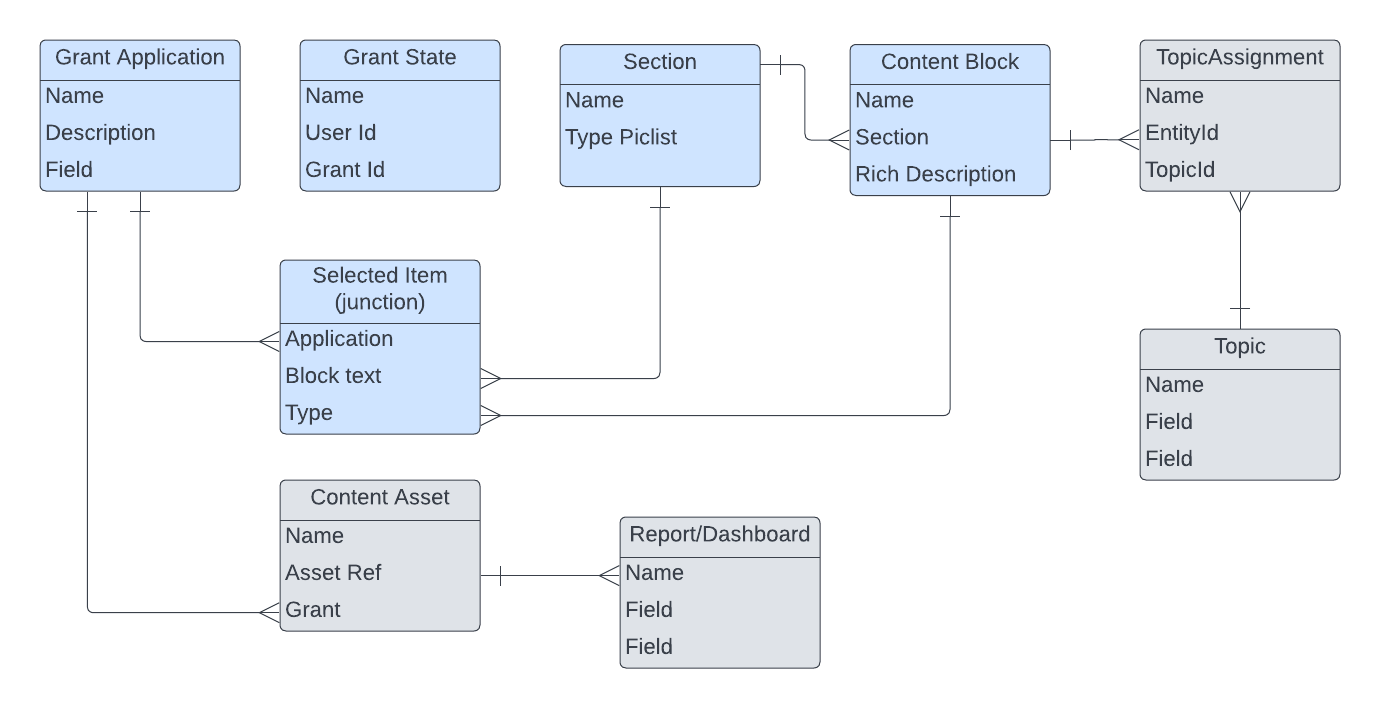 Grant Application
Name
Description
Field
Grant State
Name
User Id
Grant Id
Section
Name
Type Piclist
Content Block
Name
Section
Rich Description
TopicAssignment
Name
EntityId
TopicId
Selected Item
(junction)
Application
Block text
Type
Topic
Name
Field
Field
Content Asset
Name
Asset Ref
Grant
Report/Dashboard
Name
Field
Field